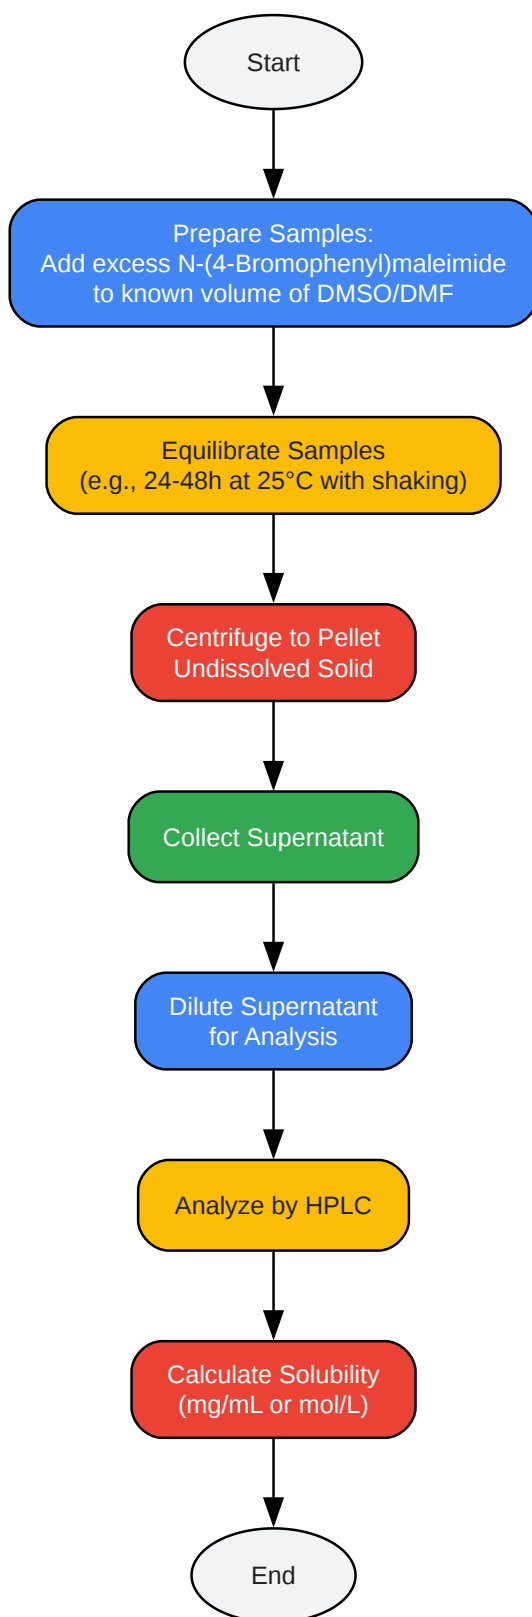 Start
Prepare Samples:
Add excess N-(4-Bromophenyl)maleimide
to known volume of DMSO/DMF
Equilibrate Samples
(e.g., 24-48h at 25°C with shaking)
Centrifuge to Pellet
Undissolved Solid
Collect Supernatant
Dilute Supernatant
for Analysis
Analyze by HPLC
Calculate Solubility
(mg/mL or mol/L)
End